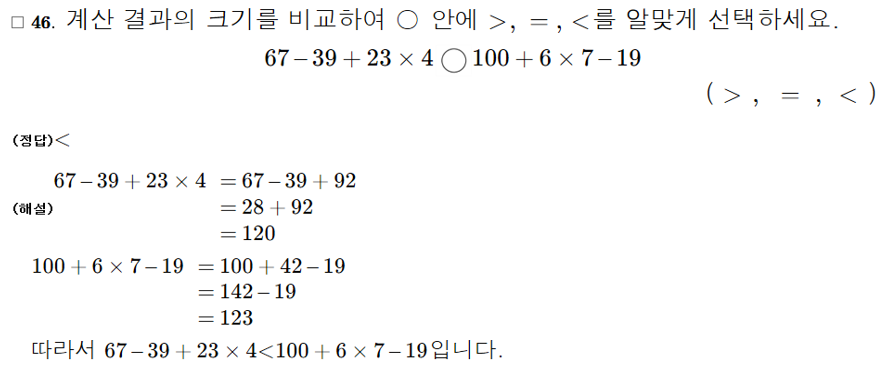 □ 46. 계산 결과의 크기를 비교하여 ○ 안에 >, =, <를 알맞게 선택하세요.
67-39+23×4 ○ 100+6×7-19
( > , = , < )
(정답)<
67-39+23×4 =67-39+92
(해설) =28+92
=120
100+6×7-19 =100+42-19
=142-19
=123
따라서 67-39+23×4<100+6×7-19입니다.